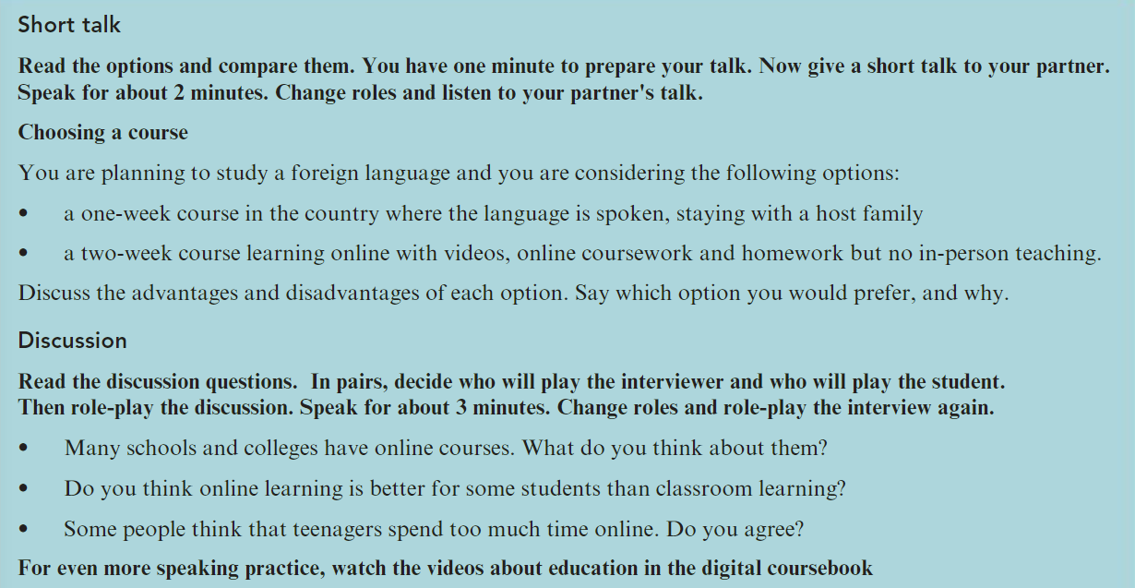 Short talk
Read the options and compare them. You have one minute to prepare your talk. Now give a short talk to your partner.
Speak for about 2 minutes. Change roles and listen to your partner's talk.
Choosing a course
You are planning to study a foreign language and you are considering the following options:
• a one-week course in the country where the language is spoken, staying with a host family
• a two-week course learning online with videos, online coursework and homework but no in-person teaching.
Discuss the advantages and disadvantages of each option. Say which option you would prefer, and why.
Discussion
Read the discussion questions.  In pairs, decide who will play the interviewer and who will play the student.
Then role-play the discussion. Speak for about 3 minutes. Change roles and role-play the interview again.
• Many schools and colleges have online courses. What do you think about them?
• Do you think online learning is better for some students than classroom learning?
• Some people think that teenagers spend too much time online. Do you agree?
For even more speaking practice, watch the videos about education in the digital coursebook